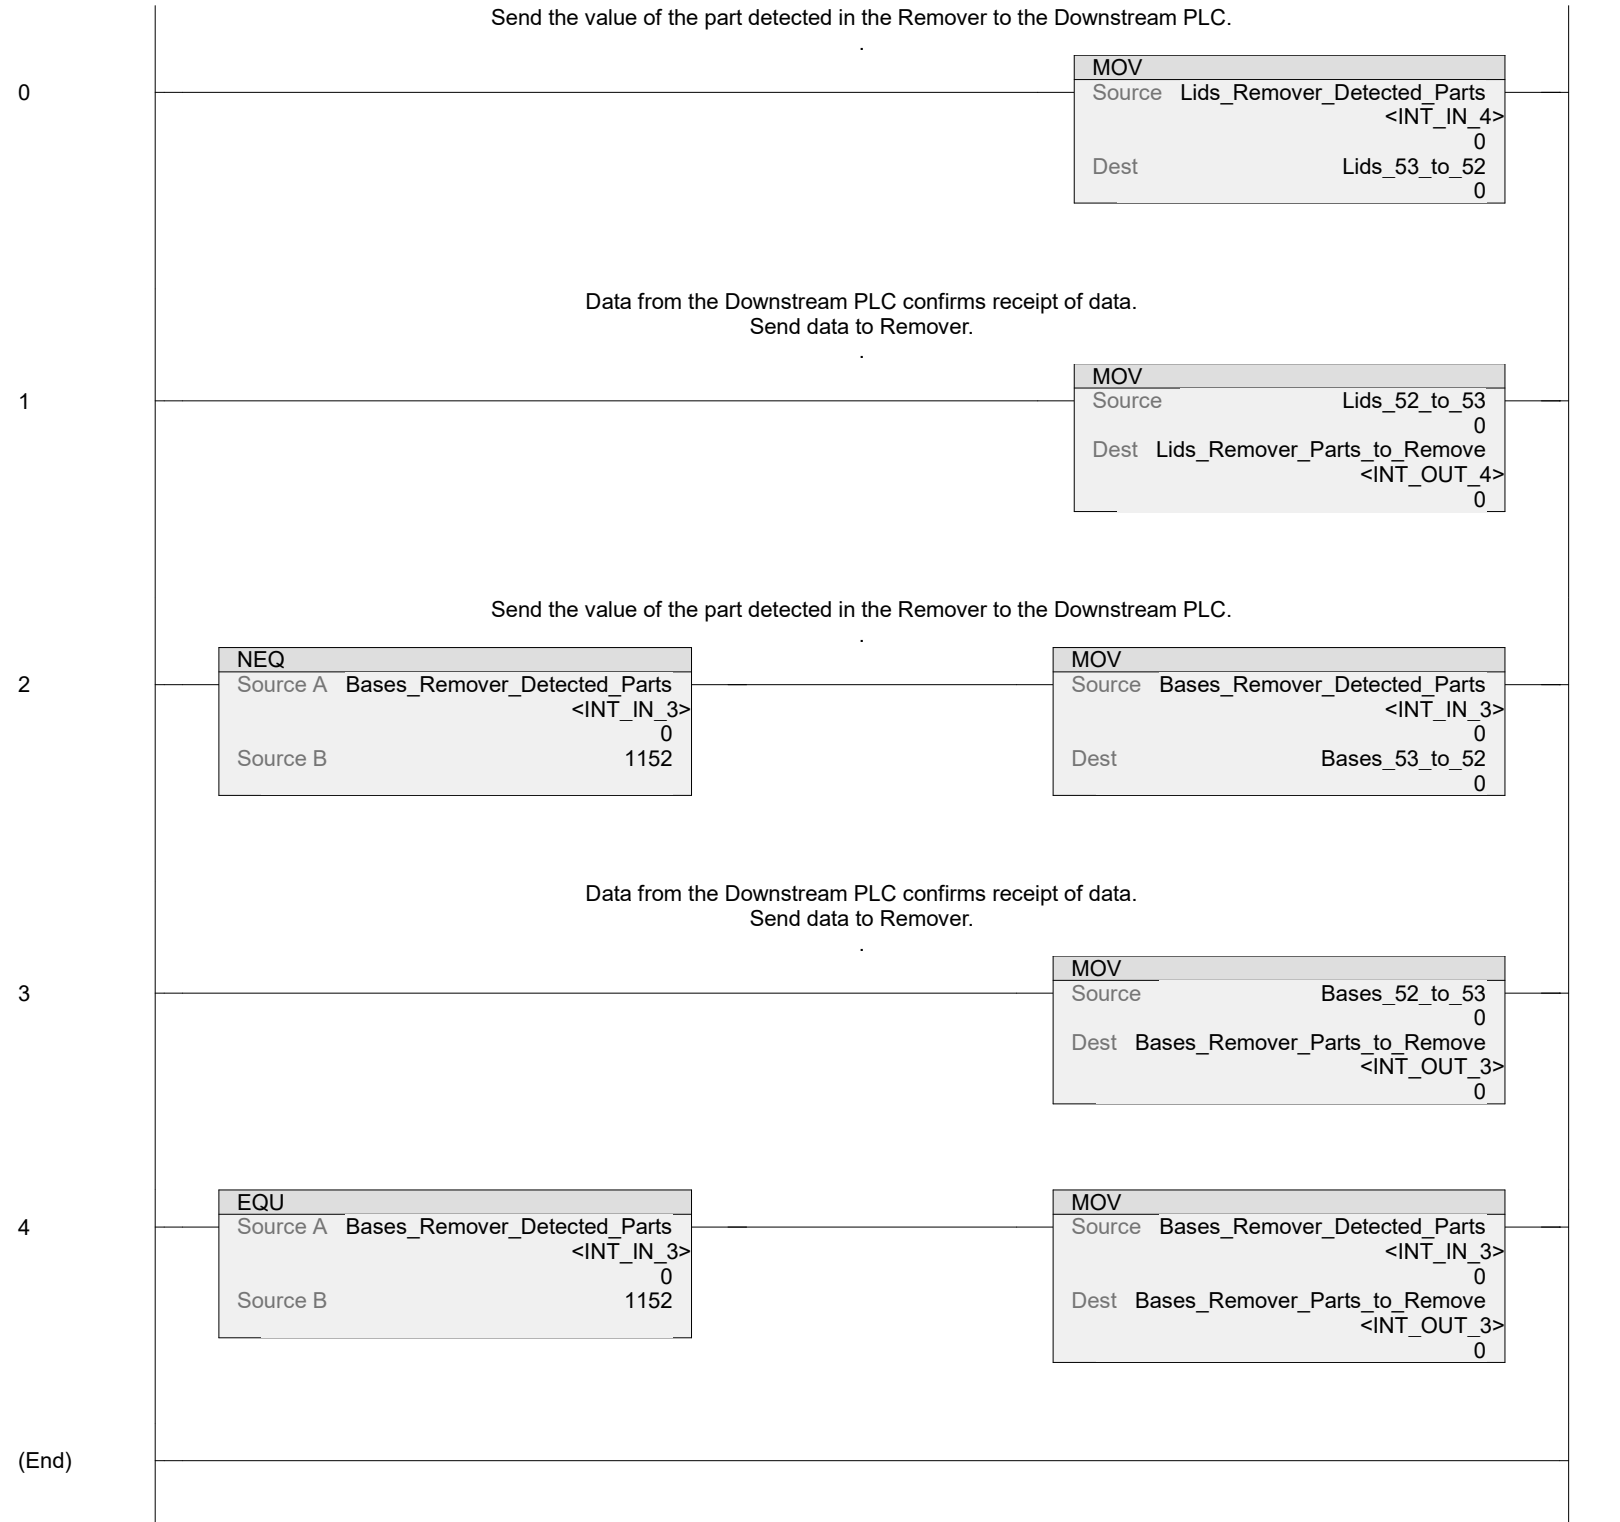 Send the value of the part detected in the Remover to the Downstream PLC.
.
0
MOV
Source Lids_Remover_Detected_Parts
<INT_IN_4>
0
Dest Lids_53_to_52
0
Data from the Downstream PLC confirms receipt of data.
Send data to Remover.
.
1
MOV
Source Lids_52_to_53
0
Dest Lids_Remover_Parts_to_Remove
<INT_OUT_4>
0
Send the value of the part detected in the Remover to the Downstream PLC.
.
2
NEQ
Source A Bases_Remover_Detected_Parts
<INT_IN_3>
0
Source B 1152
MOV
Source Bases_Remover_Detected_Parts
<INT_IN_3>
0
Dest Bases_53_to_52
0
Data from the Downstream PLC confirms receipt of data.
Send data to Remover.
.
3
MOV
Source Bases_52_to_53
0
Dest Bases_Remover_Parts_to_Remove
<INT_OUT_3>
0
4
EQU
Source A Bases_Remover_Detected_Parts
<INT_IN_3>
0
Source B 1152
MOV
Source Bases_Remover_Detected_Parts
<INT_IN_3>
0
Dest Bases_Remover_Parts_to_Remove
<INT_OUT_3>
0
(End)